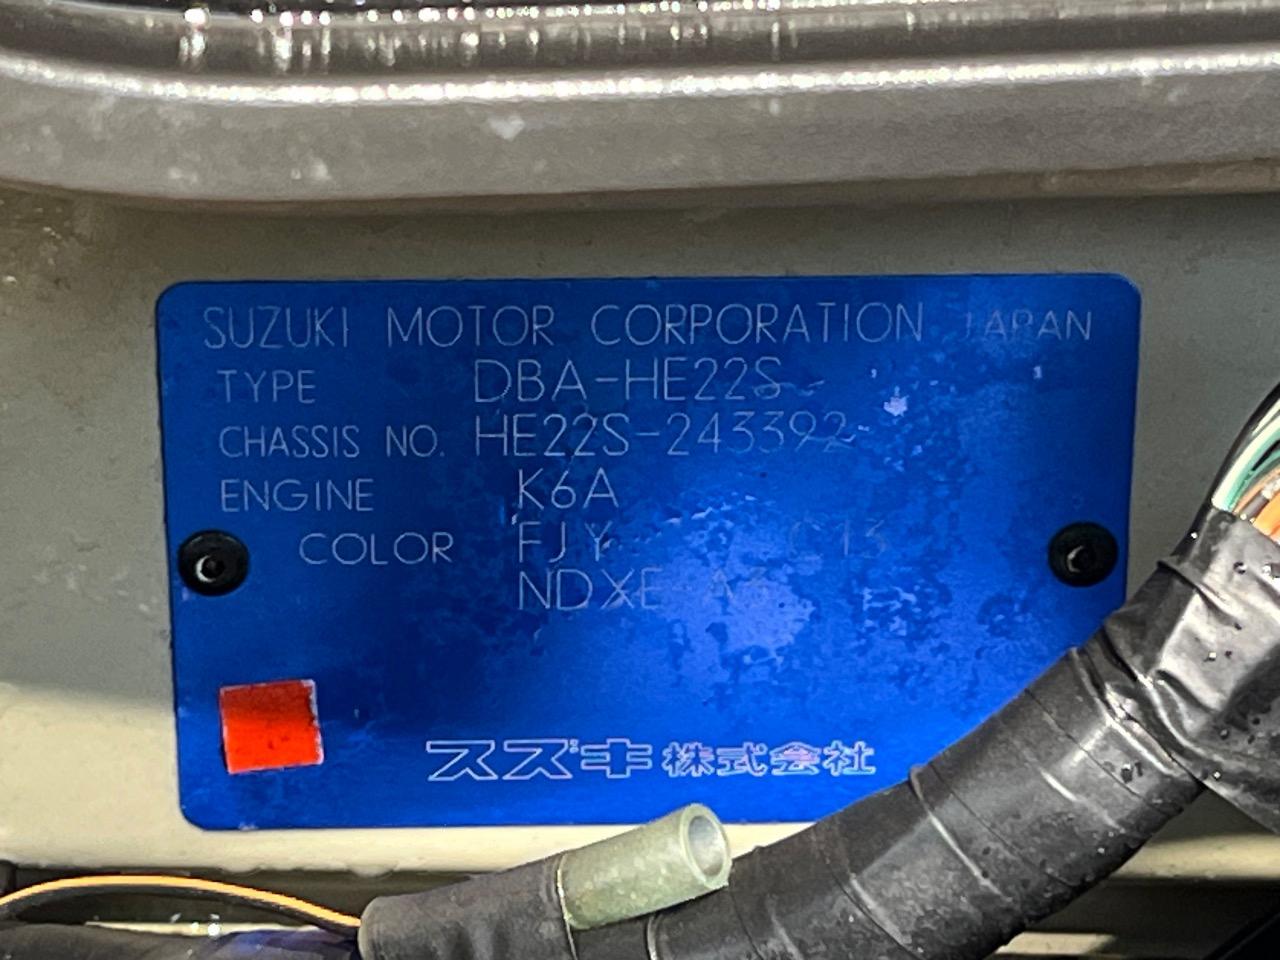 SUZUKI MOTOR CORPORATION JAPAN
TYPE DBA-HE22S
CHASSIS NO. HE22S-243392
ENGINE K6A
COLOR FJY C13
NDXE
スズキ株式会社